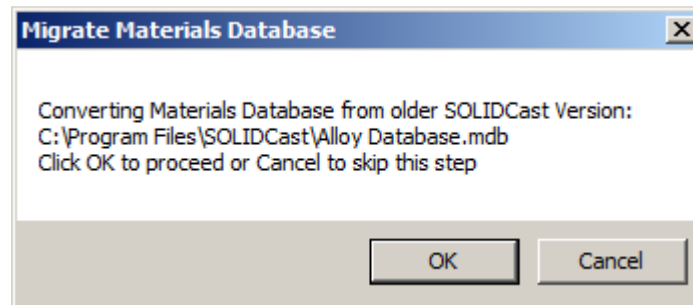 Migrate Materials Database
Converting Materials Database from older SOLIDCast Version:
C:\Program Files\SOLIDCast\Alloy Database.mdb
Click OK to proceed or Cancel to skip this step
OK Cancel